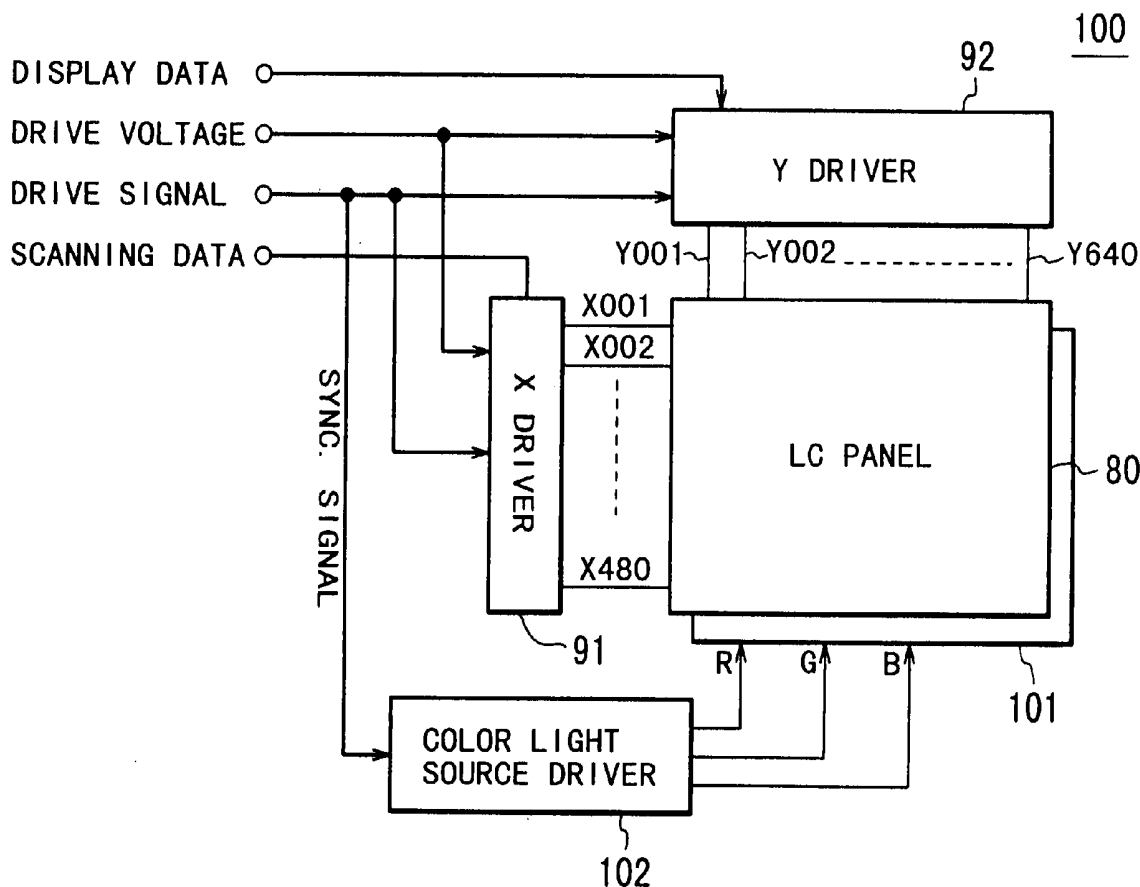 100
92
DISPLAY DATA
DRIVE VOLTAGE
DRIVE SIGNAL
SCANNING DATA
Y DRIVER
Y001
Y002
Y640
X001
X002
X480
X DRIVER
SYNC. SIGNAL
LC PANEL
80
91
R
G
B
101
COLOR LIGHT
SOURCE DRIVER
102